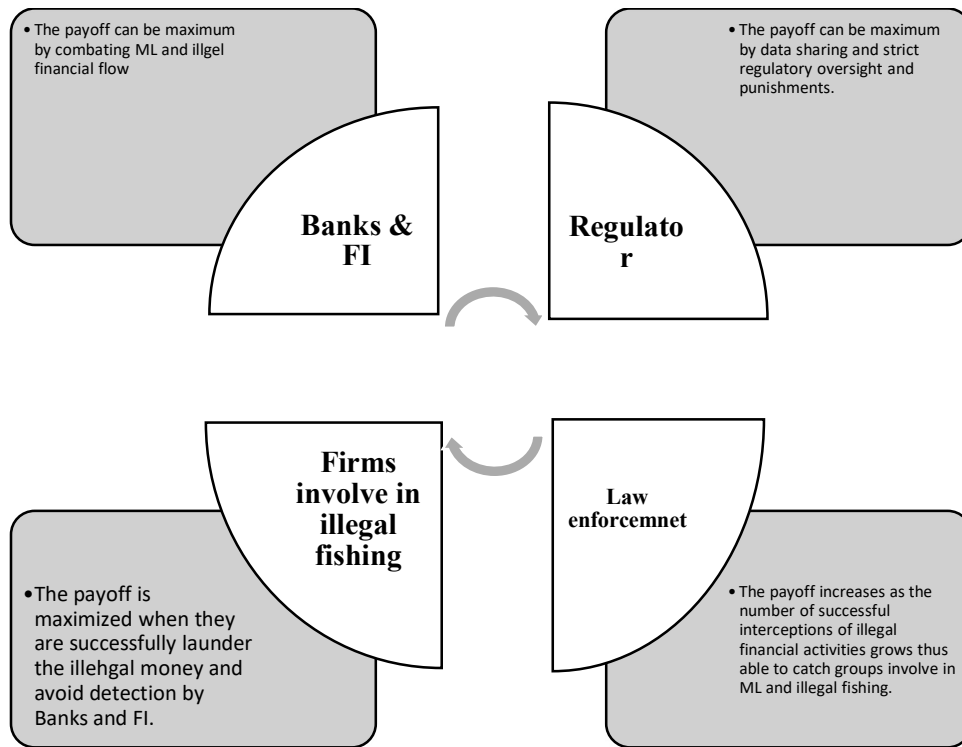 • The payoff can be maximum
by combating ML and illgel
financial flow
• The payoff can be maximum
by data sharing and strict
regulatory oversight and
punishments.
Banks &
FI
Regulato
r
Firms
involve in
illegal
fishing
Law
enforcemnet
•The payoff is
maximized when they
are successfully launder
the illehgal money and
avoid detection by
Banks and FI.
• The payoff increases as the
number of successful
interceptions of illegal
financial activities grows thus
able to catch groups involve in
ML and illegal fishing.